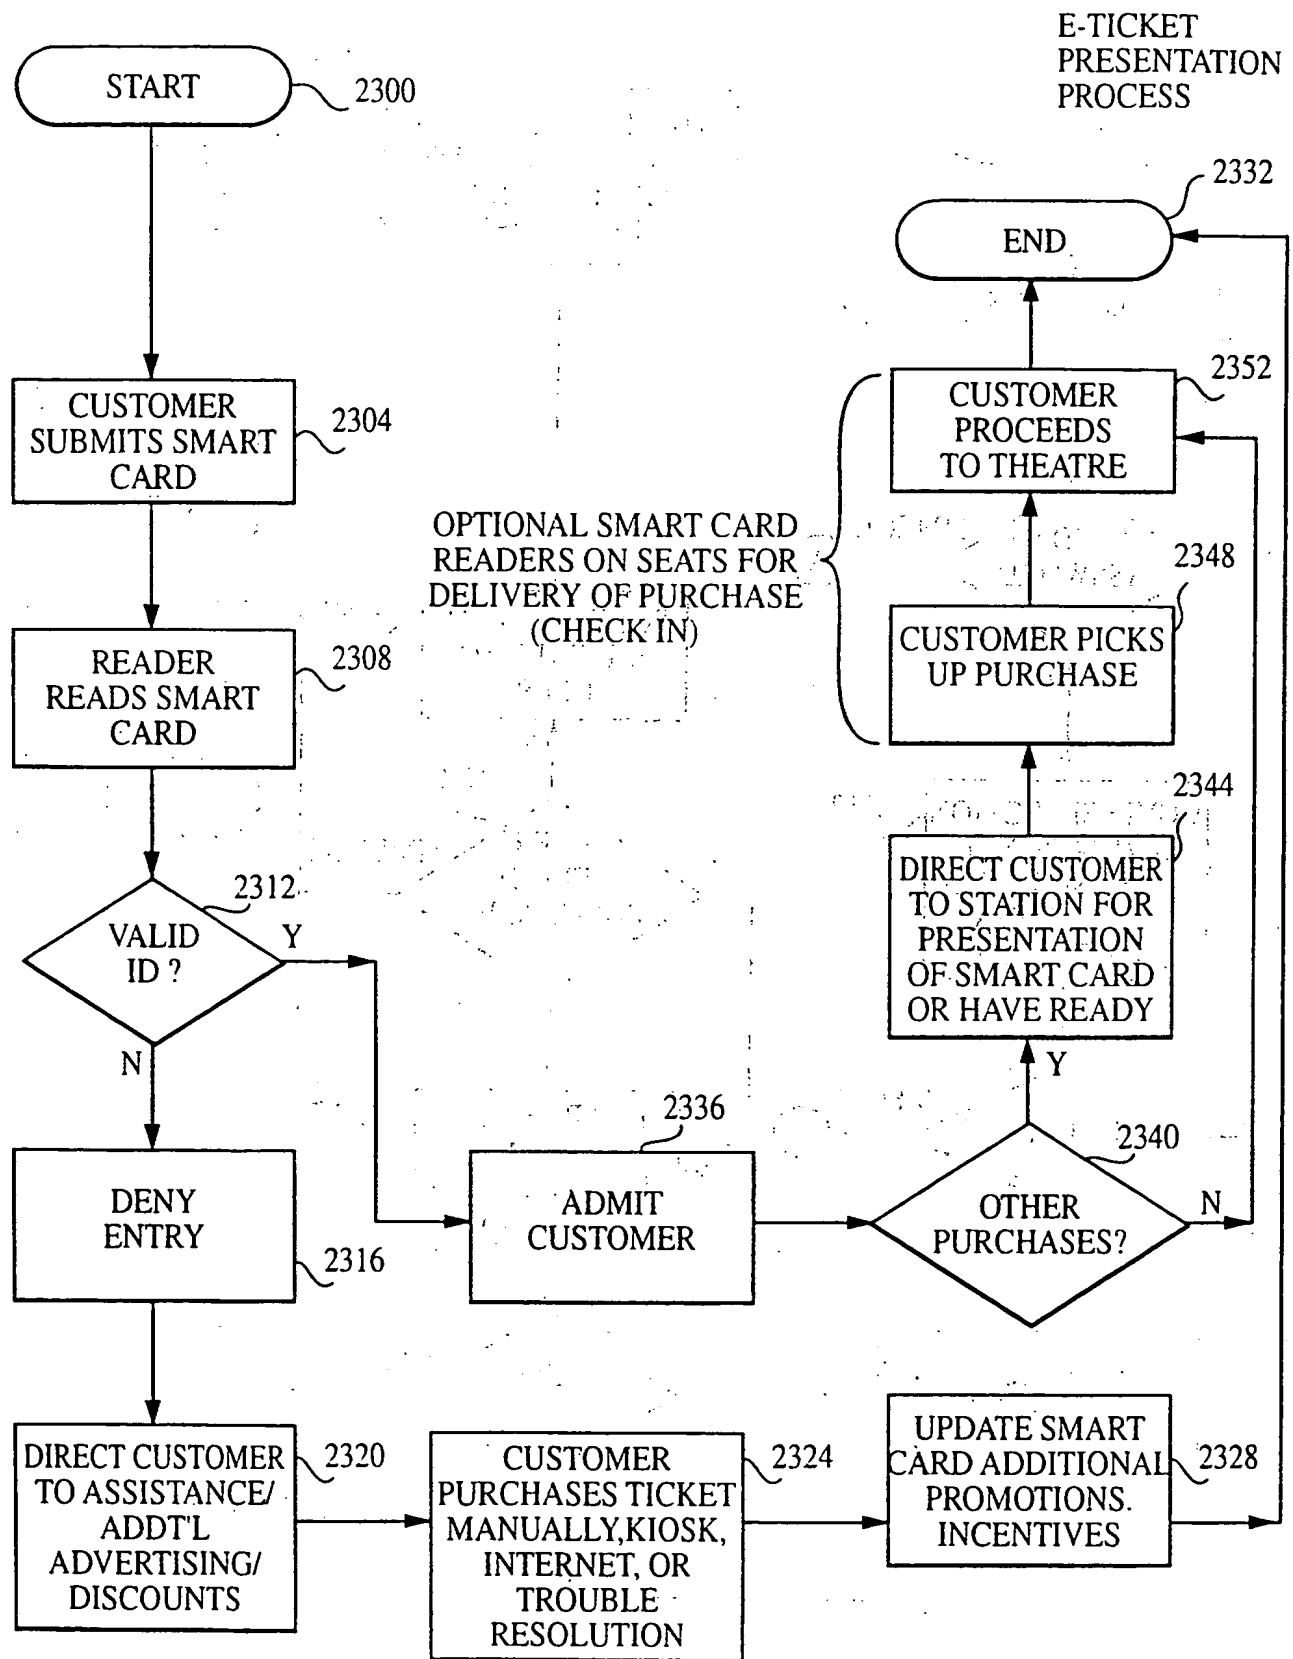 E-TICKET
PRESENTATION
PROCESS
START
2300
CUSTOMER
SUBMITS SMART
CARD
2304
READER
READS SMART
CARD
2308
VALID
ID ?
2312
Y
N
DENY
ENTRY
2316
DIRECT CUSTOMER
TO ASSISTANCE/
ADDT'L
ADVERTISING/
DISCOUNTS
2320
CUSTOMER
PURCHASES TICKET
MANUALLY,KIOSK,
INTERNET, OR
TROUBLE
RESOLUTION
2324
UPDATE SMART
CARD ADDITIONAL
PROMOTIONS.
INCENTIVES
2328
ADMIT
CUSTOMER
2336
OTHER
PURCHASES?
2340
N
Y
DIRECT CUSTOMER
TO STATION FOR
PRESENTATION
OF SMART CARD
OR HAVE READY
2344
CUSTOMER PICKS
UP PURCHASE
2348
OPTIONAL SMART CARD
READERS ON SEATS FOR
DELIVERY OF PURCHASE
(CHECK IN)
CUSTOMER
PROCEEDS
TO THEATRE
2352
END
2332